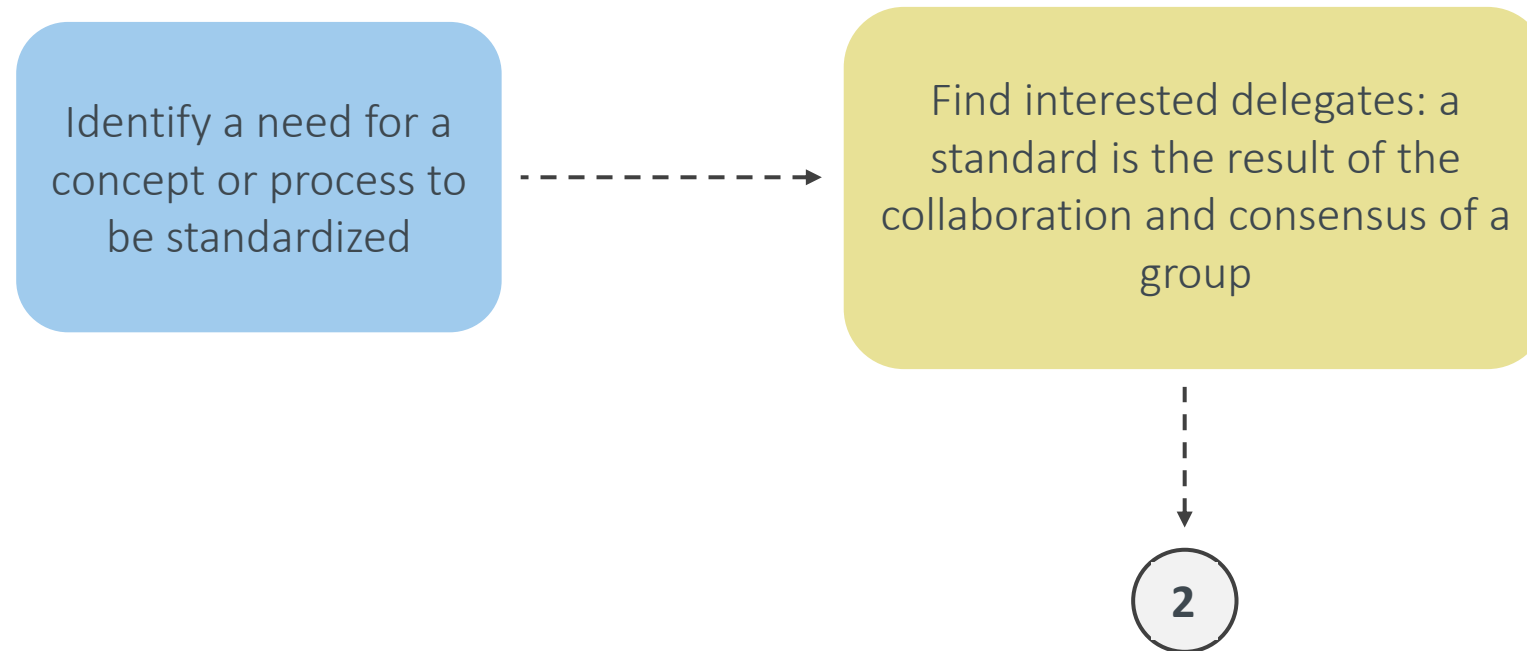 Identify a need for a
concept or process to
be standardized
Find interested delegates: a
standard is the result of the
collaboration and consensus of a
group
2